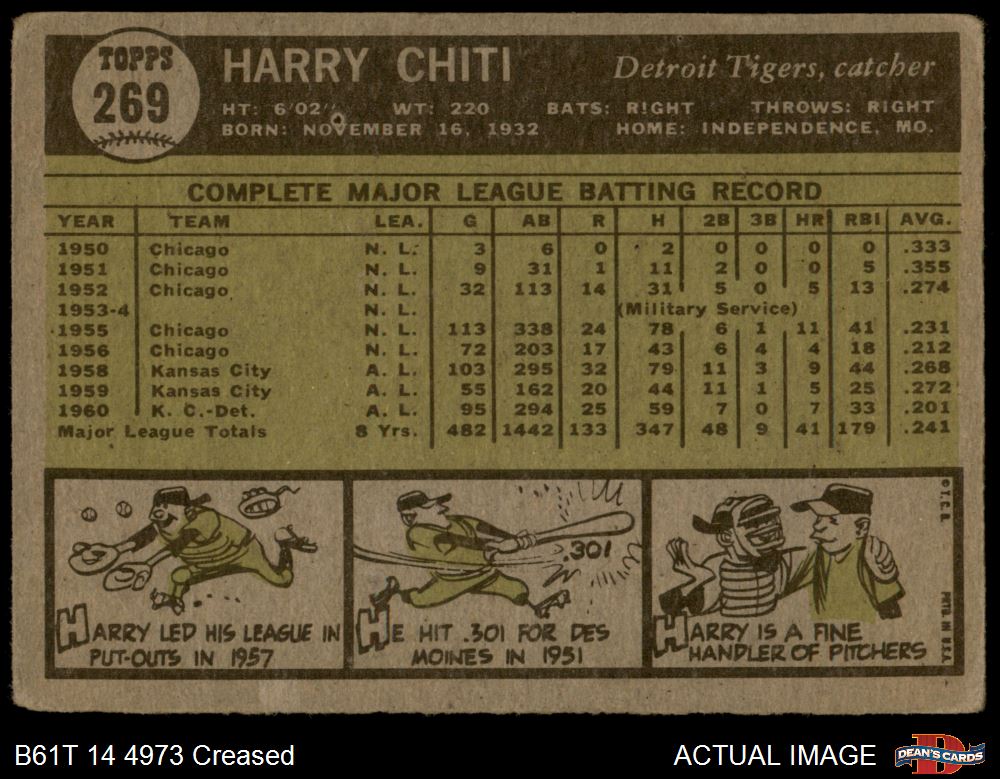 TOPPS
269
HARRY CHITI
Detroit Tigers, catcher
HT: 6'02" WT: 220 BATS: RIGHT THROWS: RIGHT
BORN: NOVEMBER 16, 1932 HOME: INDEPENDENCE, MO.
COMPLETE MAJOR LEAGUE BATTING RECORD
YEAR TEAM LEA. G AB R H 2B 3B HR RBI AVG.
1950 Chicago N. L. 3 6 0 2 0 0 0 0 .333
1951 Chicago N. L. 9 31 1 11 2 0 0 5 .355
1952 Chicago N. L. 32 113 14 31 5 0 5 13 .274
1953-4 N. L. (Military Service)
1955 Chicago N. L. 113 338 24 78 6 1 11 41 .231
1956 Chicago N. L. 72 203 17 43 6 4 4 18 .212
1958 Kansas City A. L. 103 295 32 79 11 3 9 44 .268
1959 Kansas City A. L. 55 162 20 44 11 1 5 25 .272
1960 K. C.-Det. A. L. 95 294 25 59 7 0 7 33 .201
Major League Totals 8 Yrs. 482 1442 133 347 48 9 41 179 .241
HARRY LED HIS LEAGUE IN
PUT-OUTS IN 1957
.301
HE HIT .301 FOR DES
MOINES IN 1951
HARRY IS A FINE
HANDLER OF PITCHERS
© T. C. G. PRTD. IN U.S.A.
B61T 14 4973 Creased
ACTUAL IMAGE
DEAN'S CARDS